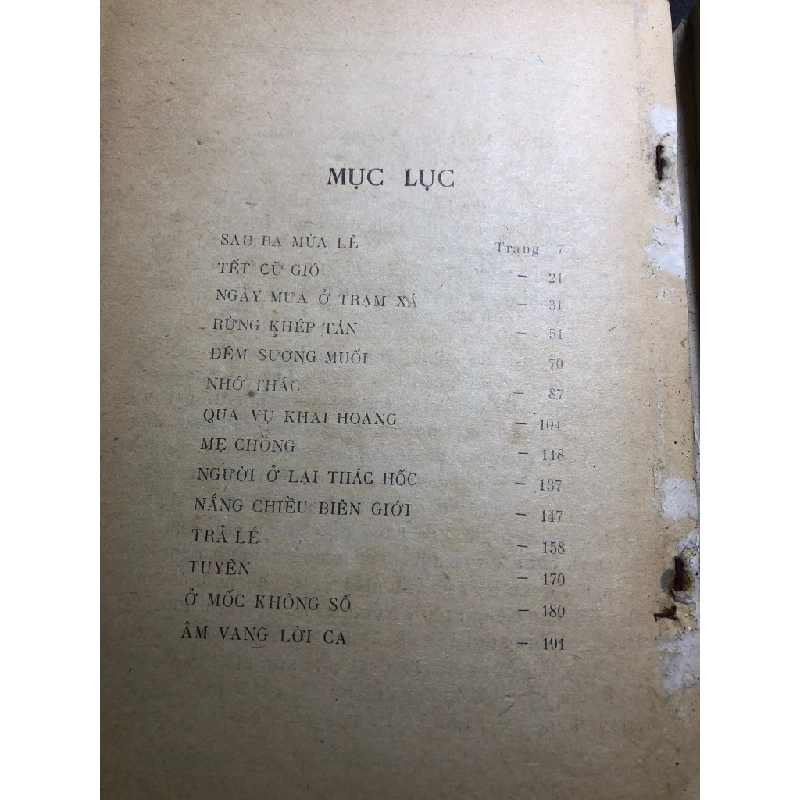 MỤC LỤC
SAU BA MÙA LÊ Trang 7
TẾT CỮ GIÓ — 21
NGÀY MƯA Ở TRẠM XÁ — 31
RỪNG KHÉP TÁN — 51
ĐÊM SƯƠNG MUỐI — 70
NHỚ THÁC — 87
QUA VỤ KHAI HOANG — 104
MẸ CHỒNG — 118
NGƯỜI Ở LẠI THÁC HỐC — 137
NẮNG CHIỀU BIÊN GIỚI — 147
TRẢ LÉ — 158
TUYÊN — 170
Ở MỐC KHÔNG SỐ — 180
ÂM VANG LỜI CA — 191